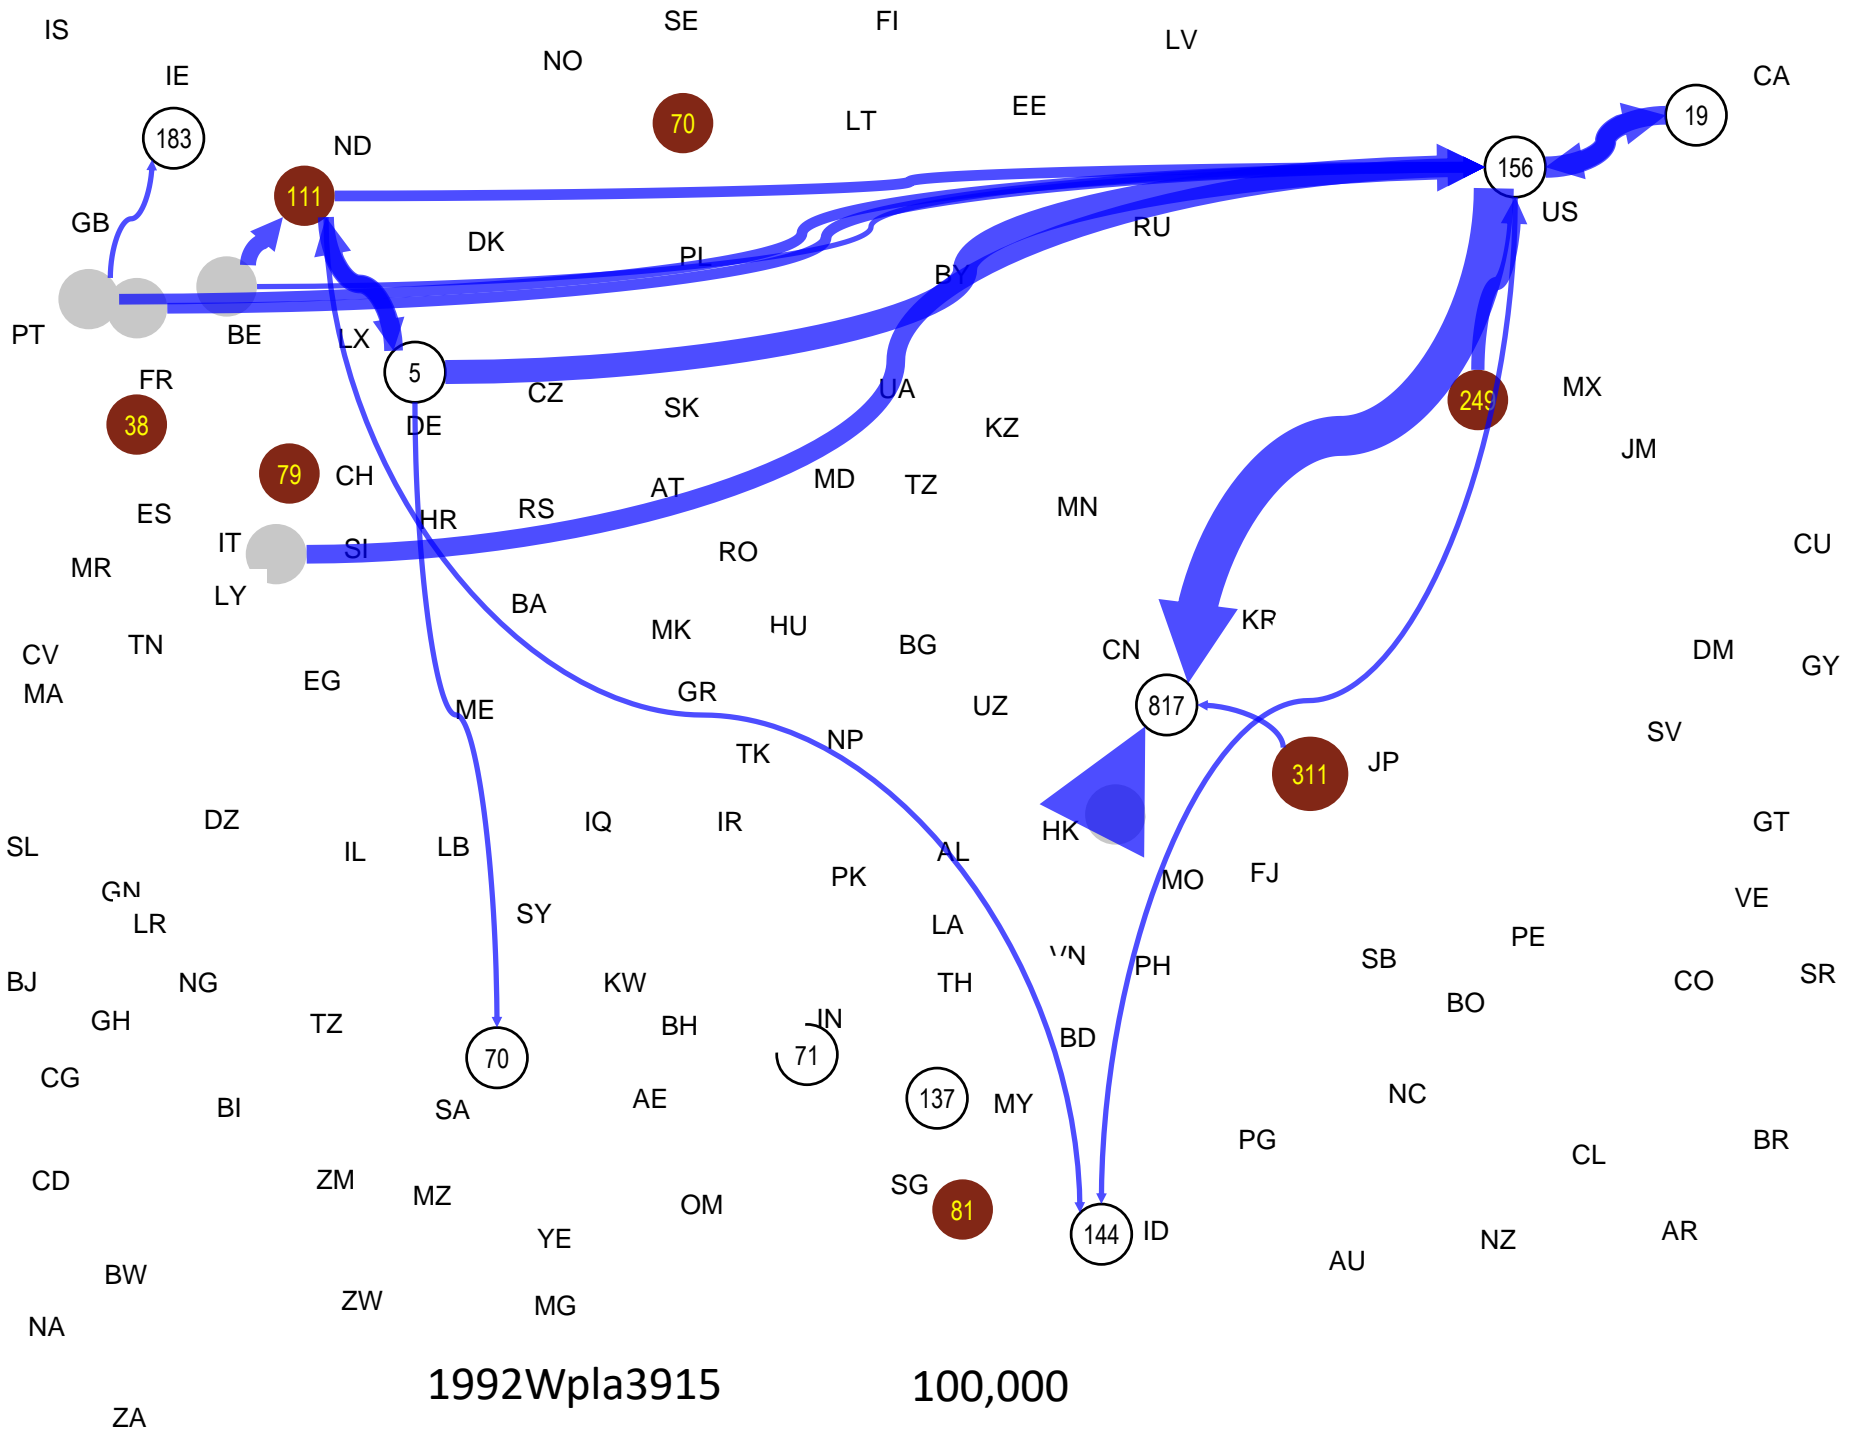 IS
SE
FI
LV
NO
IE
CA
EE
LT
19
70
183
ND
156
111
US
GB
RU
DK
PL
BY
PT
BE
LX
5
FR
CZ
UA
MX
249
SK
38
DE
KZ
JM
79
CH
AT
MD
TZ
MN
RS
ES
HR
IT
SI
RO
CU
MR
LY
BA
KR
HU
MK
TN
BG
CN
DM
CV
GY
EG
MA
GR
UZ
817
ME
SV
NP
TK
JP
311
DZ
IQ
IR
GT
HK
SL
IL
LB
AL
PK
MO
FJ
GN
VE
SY
LR
LA
PE
VN
PH
SB
SR
BJ
NG
KW
TH
CO
BO
GH
TZ
BH
IN
BD
70
71
CG
NC
137
BI
SA
AE
MY
PG
BR
CL
CD
ZM
SG
MZ
OM
81
144
ID
YE
NZ
AR
AU
BW
ZW
MG
NA
1992Wpla3915
100,000
ZA